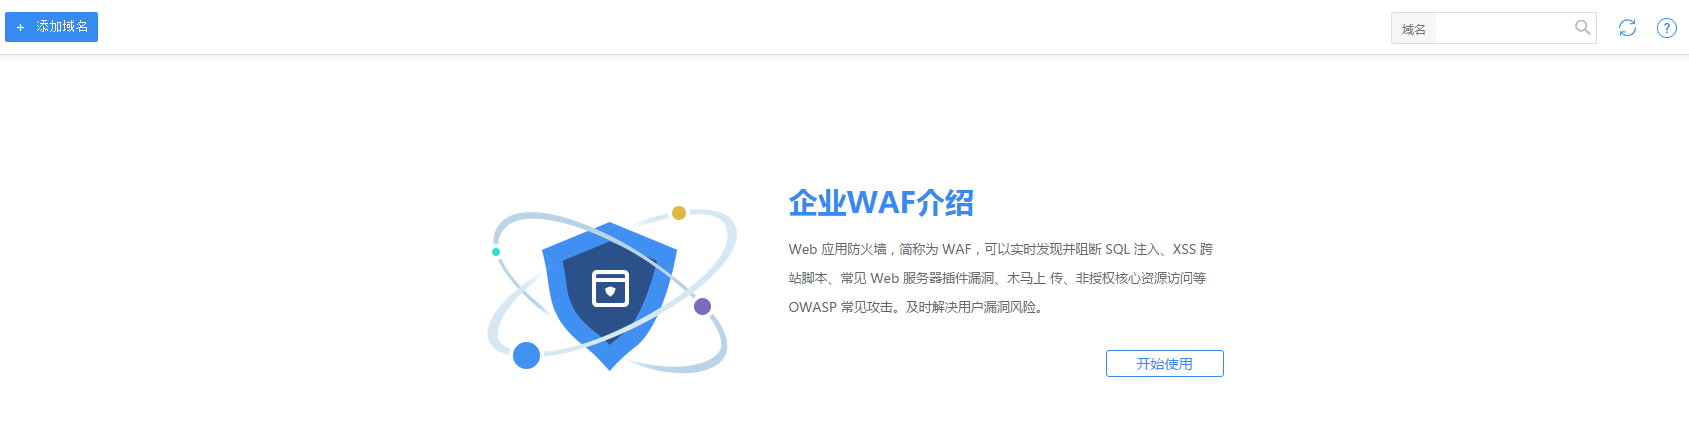 + 添加域名
域名
?
企业WAF介绍
Web 应用防火墙，简称为 WAF，可以实时发现并阻断 SQL 注入、XSS 跨
站脚本、常见 Web 服务器插件漏洞、木马上 传、非授权核心资源访问等
OWASP 常见攻击。及时解决用户漏洞风险。
开始使用